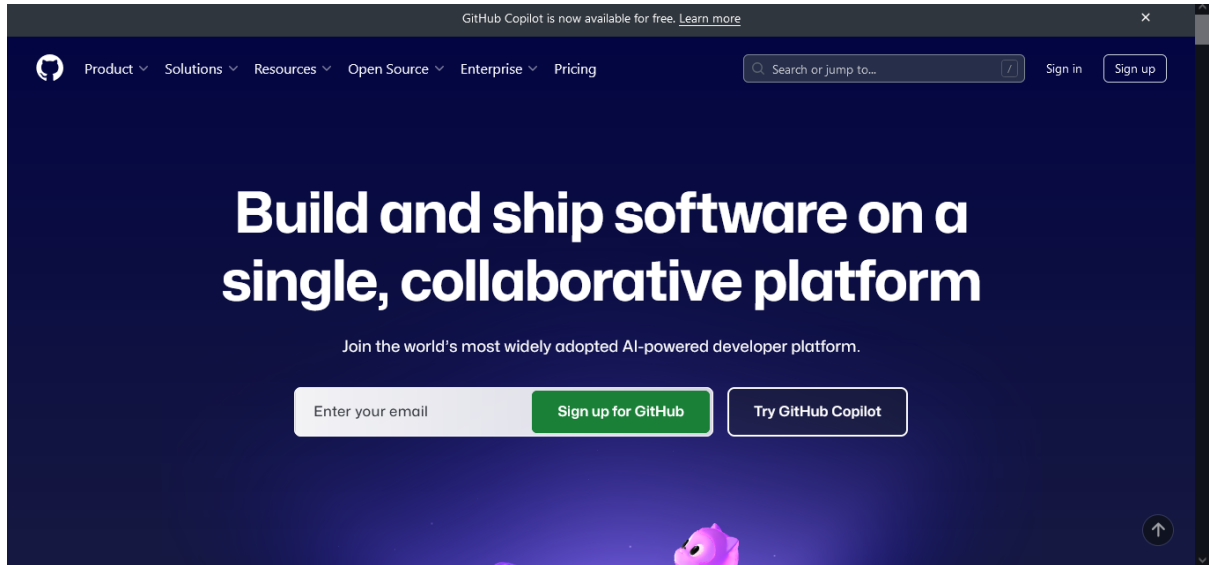 GitHub Copilot is now available for free. Learn more
Product Solutions Resources Open Source Enterprise Pricing Search or jump to... / Sign in Sign up
Build and ship software on a
single, collaborative platform
Join the world's most widely adopted AI-powered developer platform.
Enter your email Sign up for GitHub Try GitHub Copilot